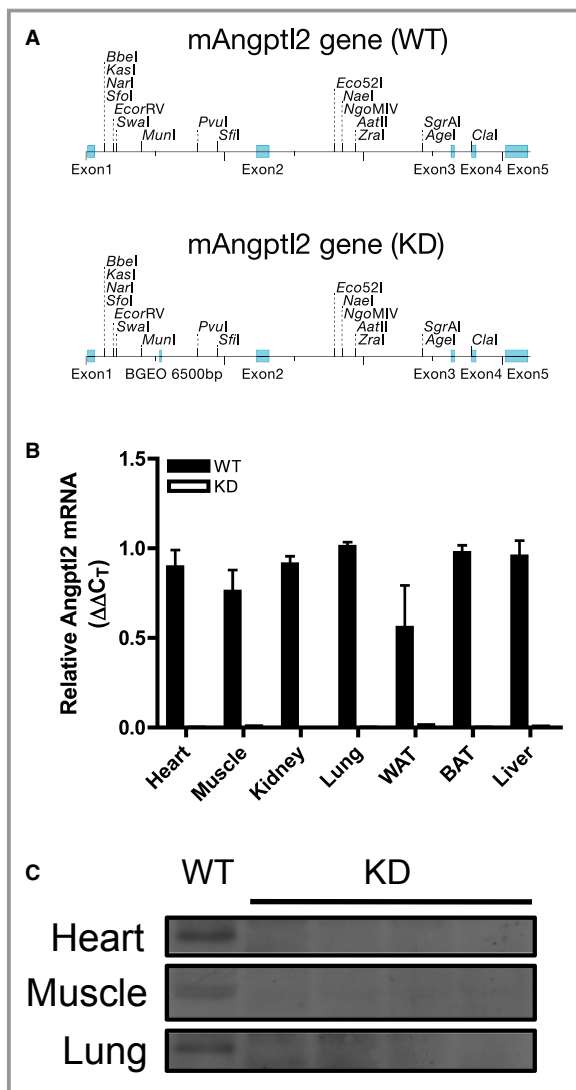 A
mAngptl2 gene (WT)
BbeI
KasI
NarI
SfoI
EcorRV
SwaI
MunI
PvuI
SfiI
Eco52I
NaeI
NgoMIV
AatII
ZraI
SgrAI
AgeI
ClaI
Exon1
Exon2
Exon3 Exon4 Exon5
mAngptl2 gene (KD)
BbeI
KasI
NarI
SfoI
EcorRV
SwaI
MunI
PvuI
SfiI
Eco52I
NaeI
NgoMIV
AatII
ZraI
SgrAI
AgeI
ClaI
Exon1
BGEO 6500bp
Exon2
Exon3 Exon4 Exon5
B
Relative Angptl2 mRNA
(ΔΔCT)
1.5
1.0
0.5
0.0
WT
KD
Heart
Muscle
Kidney
Lung
WAT
BAT
Liver
C
WT
KD
Heart
Muscle
Lung